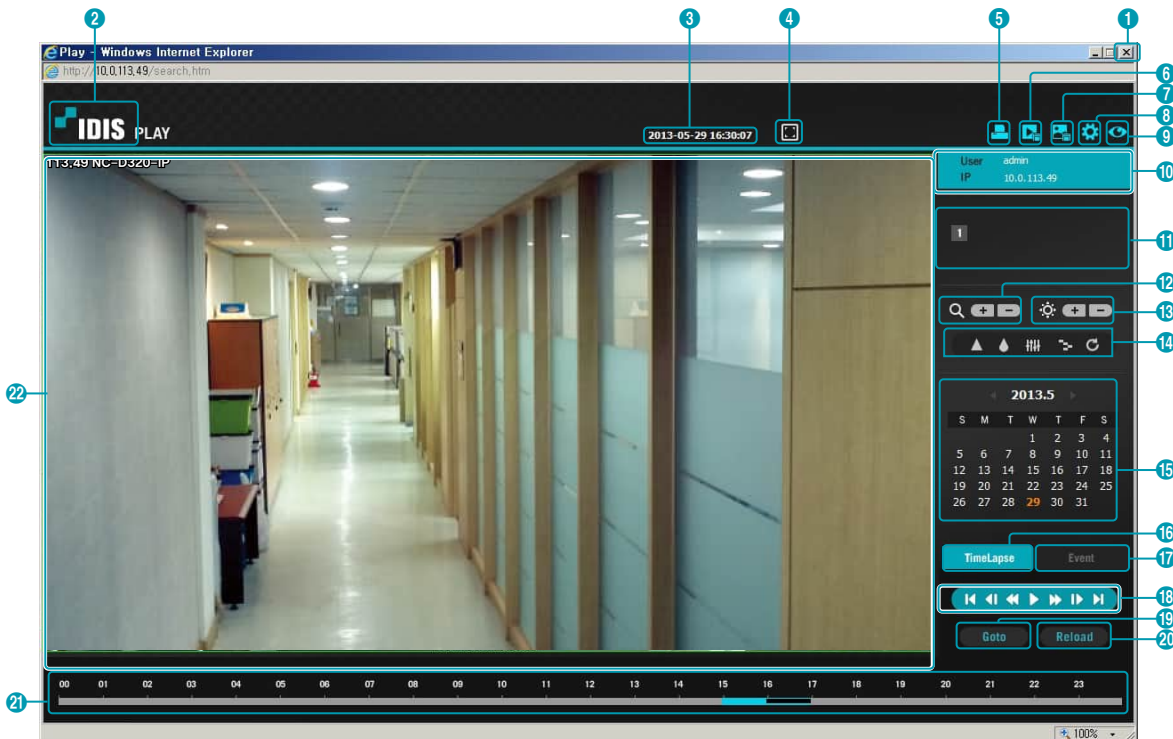 2
3
4
5
1
Play - Windows Internet Explorer
http://10.0.113.49/search.htm
6
7
8
9
IDIS PLAY
2013-05-29 16:30:07
113.49 NC-D320-IP
User admin
IP 10.0.113.49
10
1
11
12
13
14
22
2013.5
S M T W T F S
1 2 3 4
5 6 7 8 9 10 11
12 13 14 15 16 17 18
19 20 21 22 23 24 25
26 27 28 29 30 31
15
16
TimeLapse Event
17
18
19
Goto Reload
20
00 01 02 03 04 05 06 07 08 09 10 11 12 13 14 15 16 17 18 19 20 21 22 23
21
100%